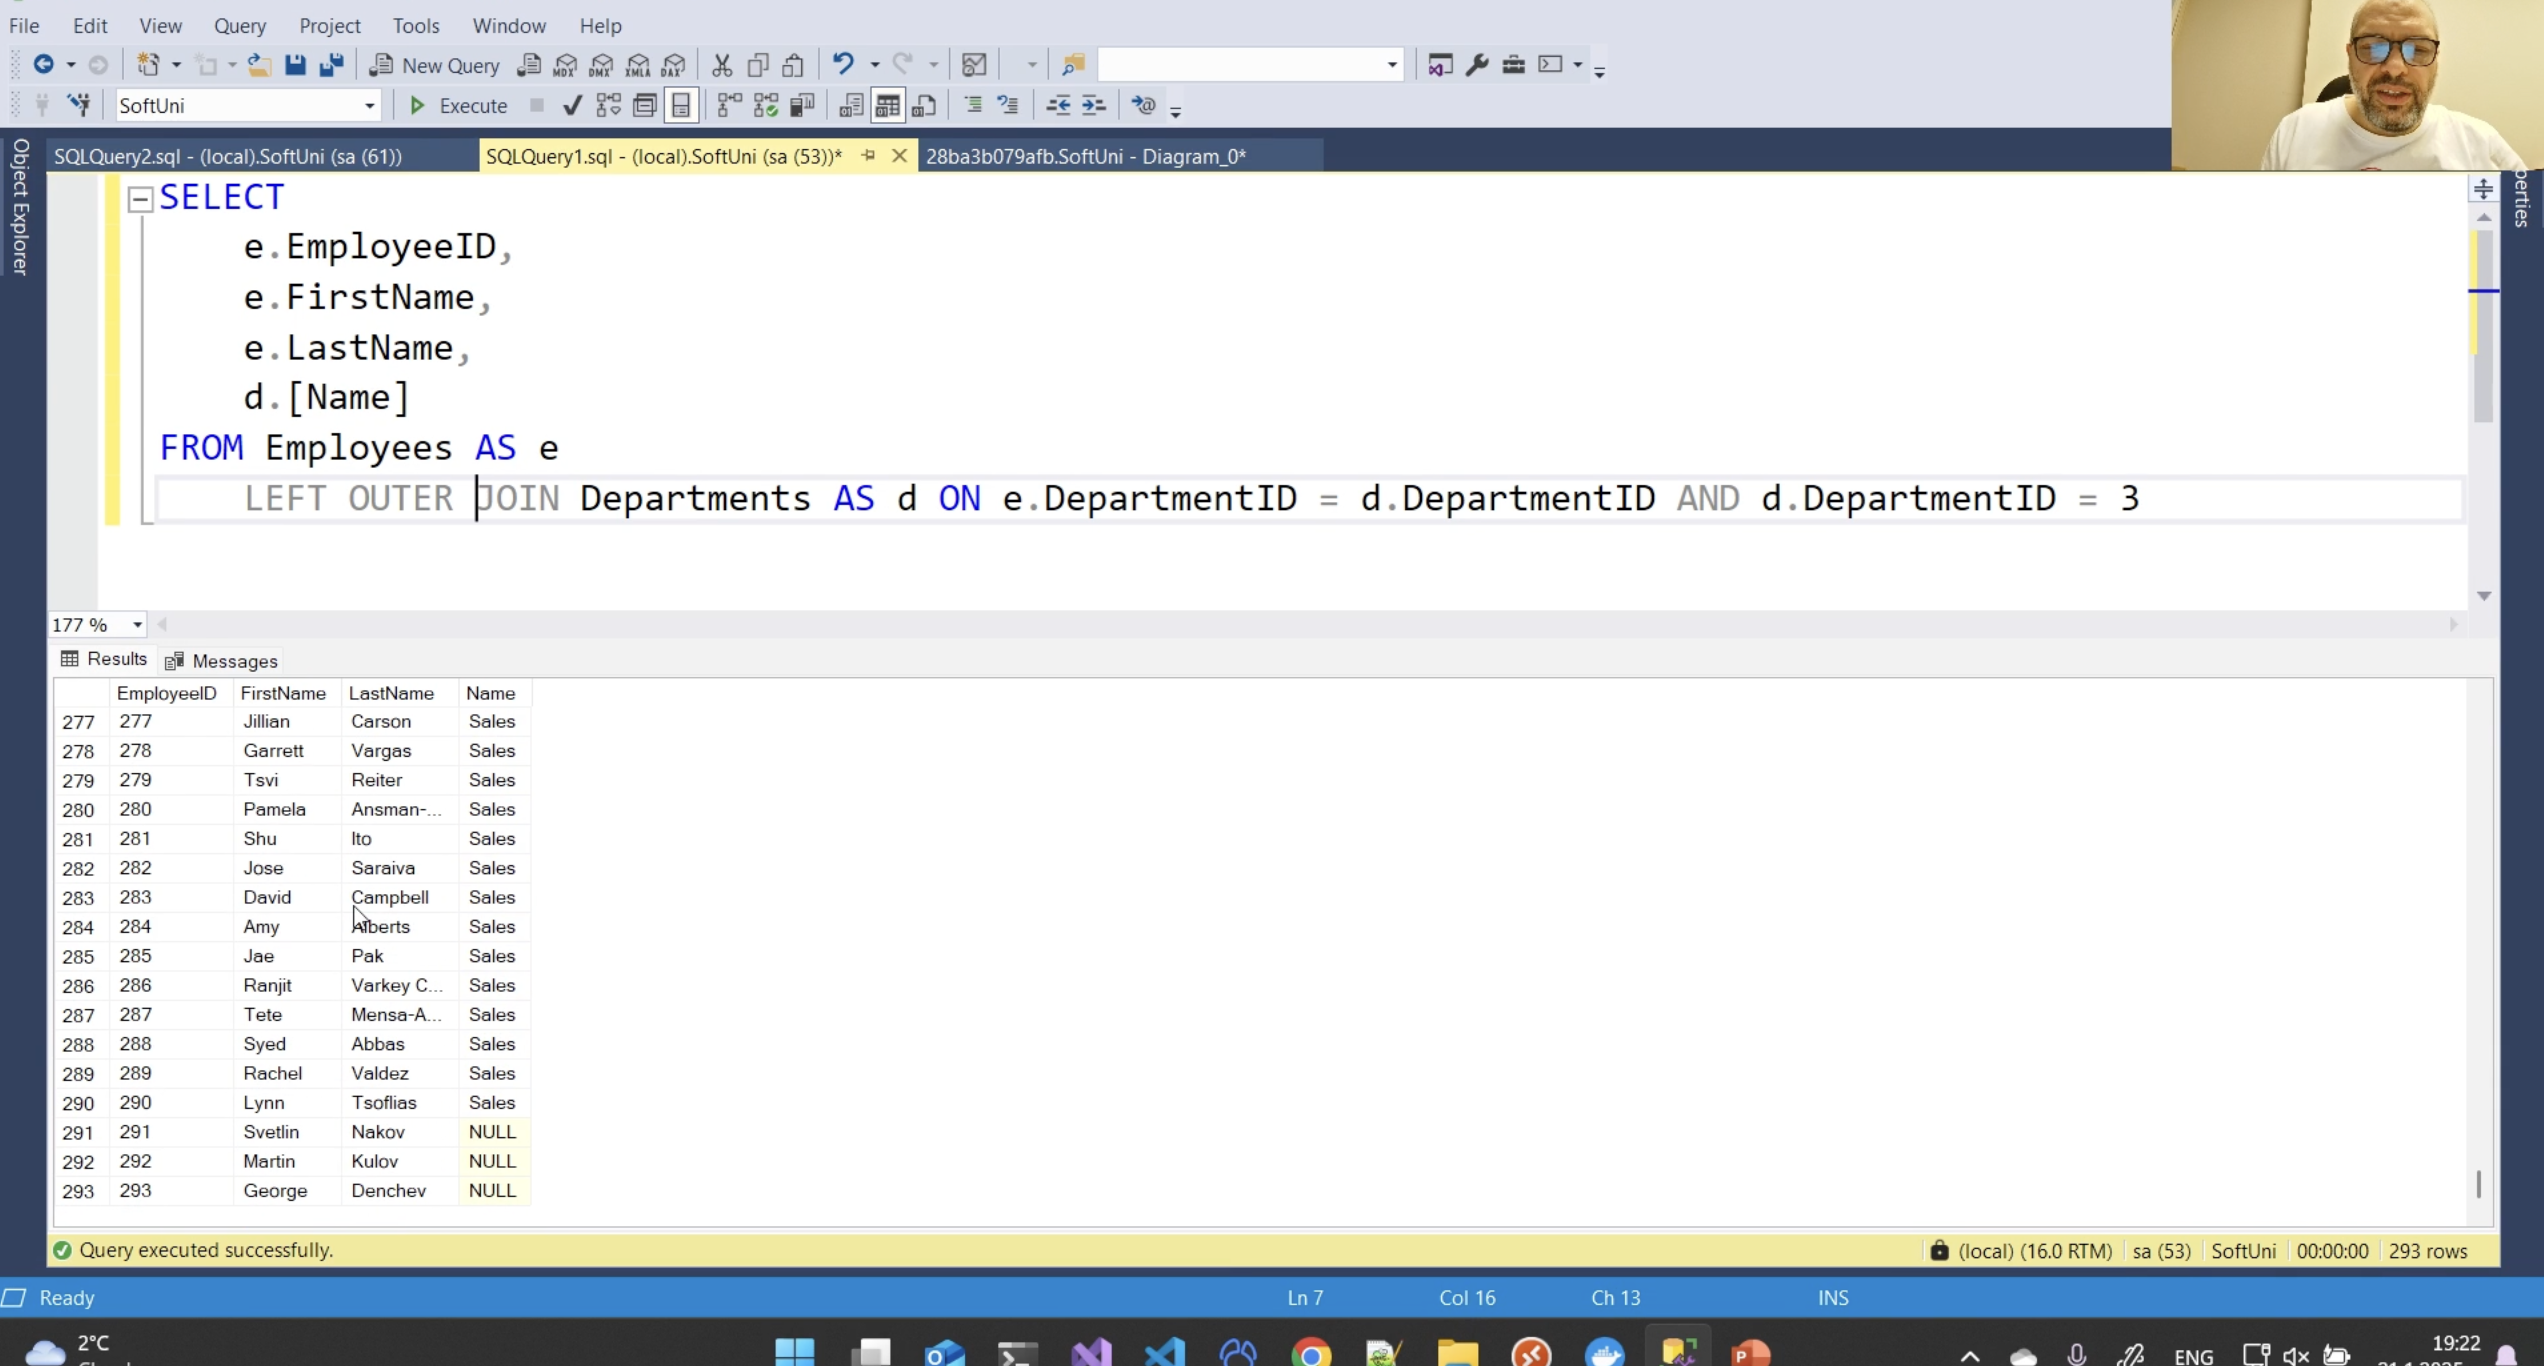 File Edit View Query Project Tools Window Help
New Query MDX DMX XMLA DAX
SoftUni Execute
SQLQuery2.sql - (local).SoftUni (sa (61)) SQLQuery1.sql - (local).SoftUni (sa (53))* 28ba3b079afb.SoftUni - Diagram_0*
Object Explorer
SELECT
e.EmployeeID,
e.FirstName,
e.LastName,
d.[Name]
FROM Employees AS e
LEFT OUTER JOIN Departments AS d ON e.DepartmentID = d.DepartmentID AND d.DepartmentID = 3
177 %
Results Messages
EmployeeID FirstName LastName Name
277 277 Jillian Carson Sales
278 278 Garrett Vargas Sales
279 279 Tsvi Reiter Sales
280 280 Pamela Ansman-... Sales
281 281 Shu Ito Sales
282 282 Jose Saraiva Sales
283 283 David Campbell Sales
284 284 Amy Alberts Sales
285 285 Jae Pak Sales
286 286 Ranjit Varkey C... Sales
287 287 Tete Mensa-A... Sales
288 288 Syed Abbas Sales
289 289 Rachel Valdez Sales
290 290 Lynn Tsoflias Sales
291 291 Svetlin Nakov NULL
292 292 Martin Kulov NULL
293 293 George Denchev NULL
Query executed successfully. (local) (16.0 RTM) sa (53) SoftUni 00:00:00 293 rows
Ready Ln 7 Col 16 Ch 13 INS
2°C
ENG 19:22